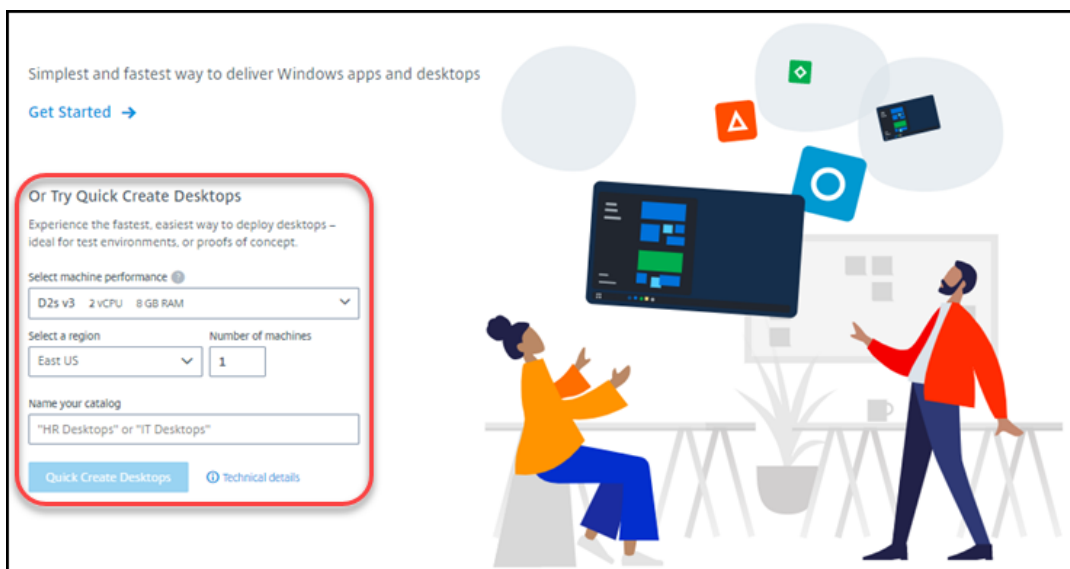 Simplest and fastest way to deliver Windows apps and desktops
Get Started →
Or Try Quick Create Desktops
Experience the fastest, easiest way to deploy desktops –
ideal for test environments, or proofs of concept.
Select machine performance ?
D2s v3 2 vCPU 8 GB RAM
Select a region Number of machines
East US 1
Name your catalog
"HR Desktops" or "IT Desktops"
Quick Create Desktops Technical details